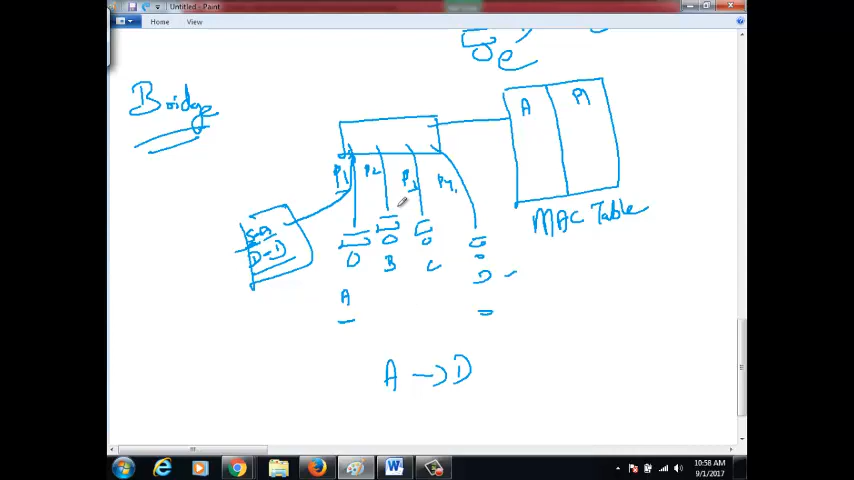 Untitled - Paint
Home View
Bridge
A P1
P1 P2 P3 P4
MAC Table
S-A
D-D
A B C D
A → D
10:58 AM
9/1/2017